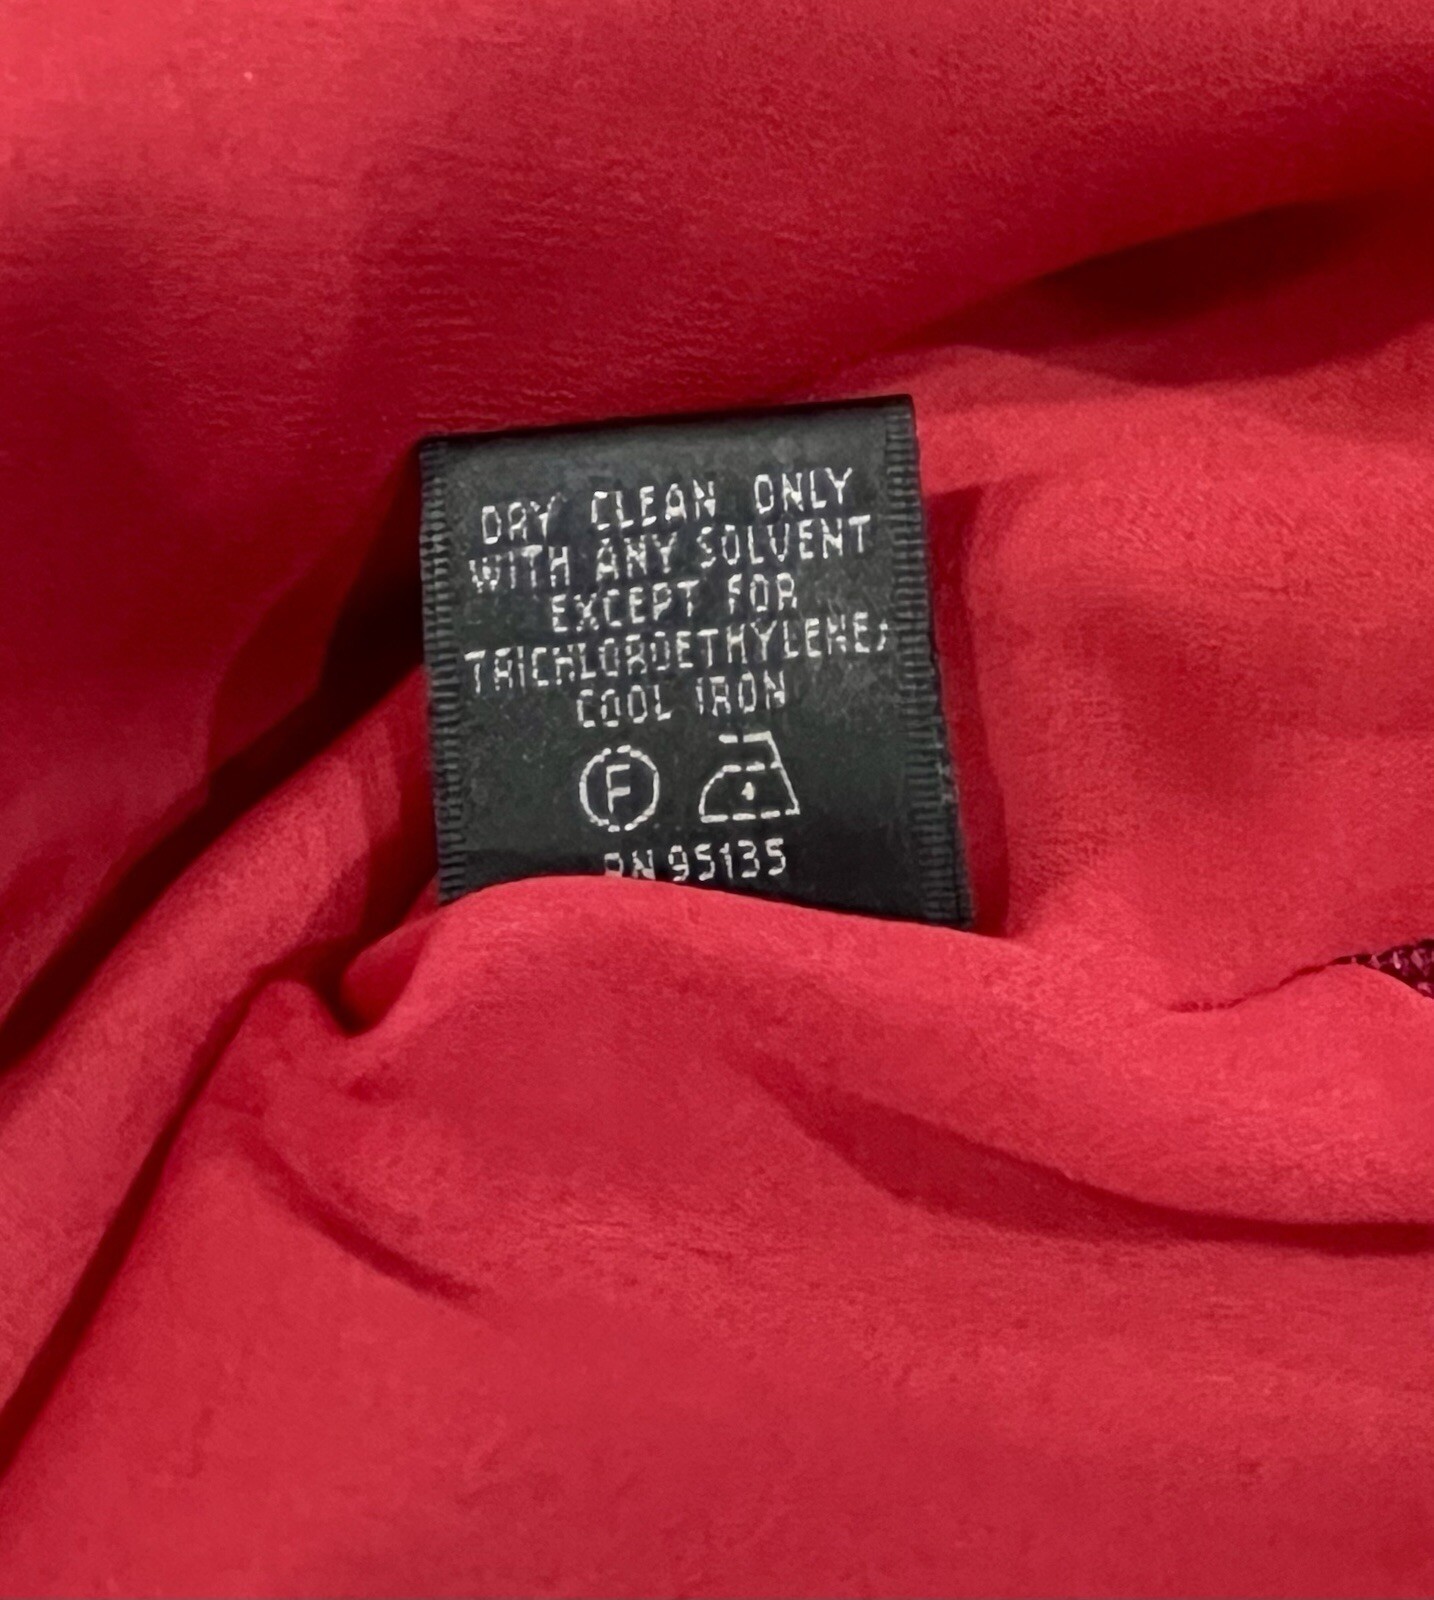 DRY CLEAN ONLY
WITH ANY SOLVENT
EXCEPT FOR
TRICHLOROETHYLENE;
COOL IRON
F
RN 95135